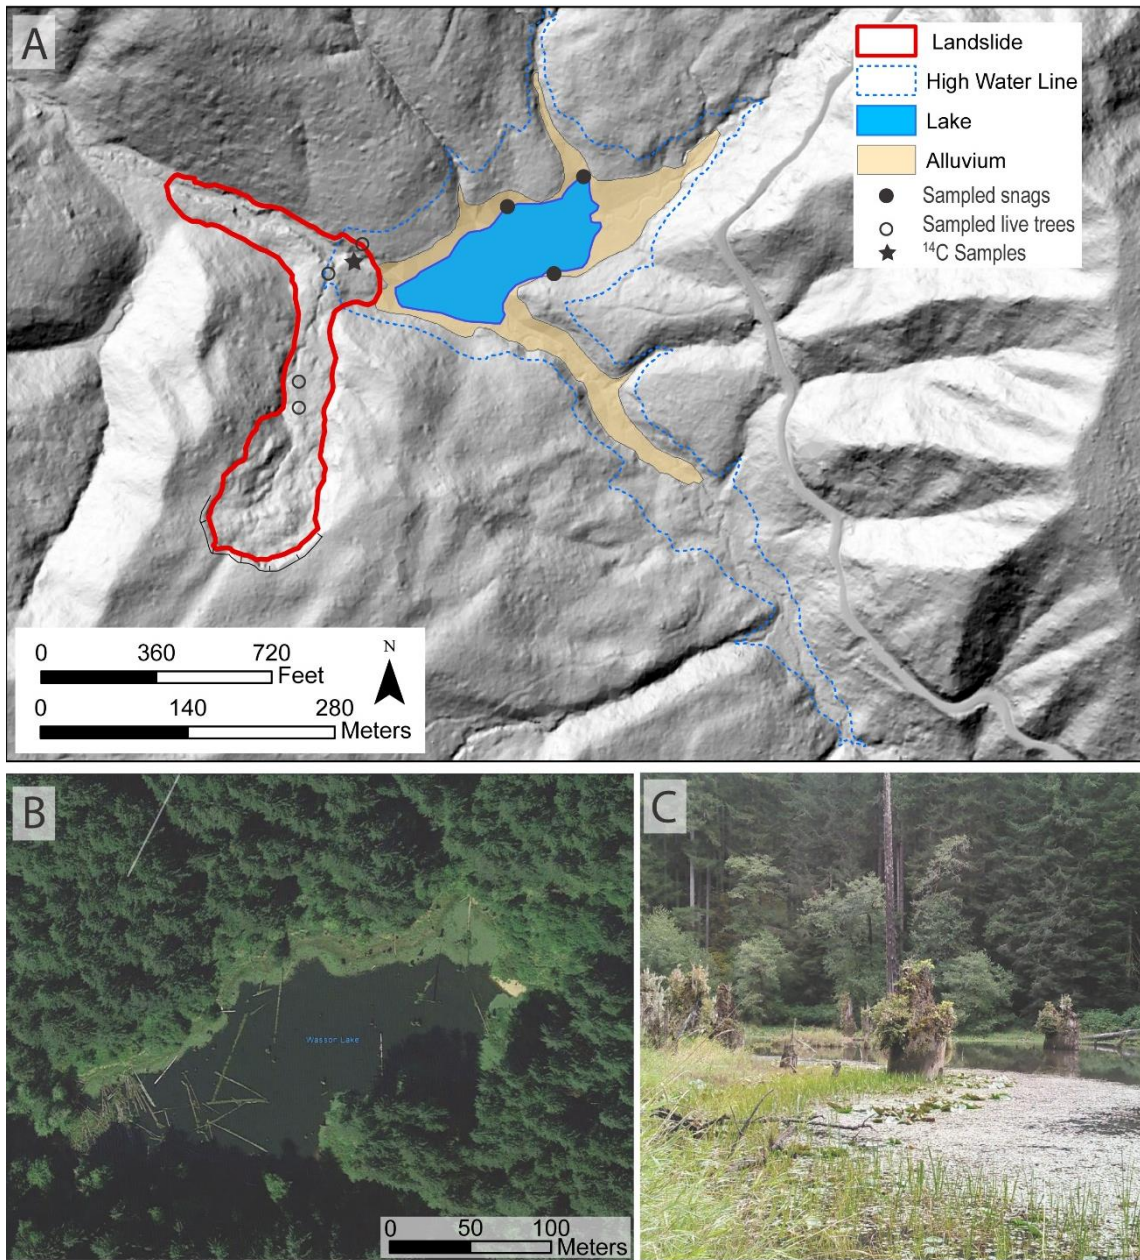 A
Landslide
High Water Line
Lake
Alluvium
Sampled snags
Sampled live trees
¹⁴C Samples
0 360 720
Feet
N
0 140 280
Meters
B
Wasson Lake
0 50 100
Meters
C